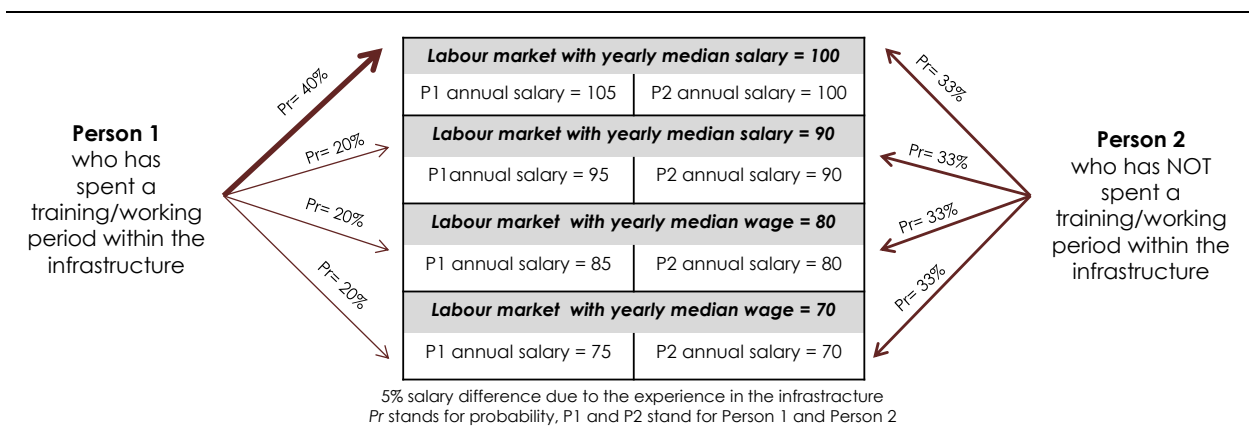 Person 1
who has
spent a
training/working
period within the
infrastructure
Pr= 40%
Pr= 20%
Pr= 20%
Pr= 20%
Labour market with yearly median salary = 100
P1 annual salary = 105 P2 annual salary = 100
Labour market with yearly median salary = 90
P1annual salary = 95 P2 annual salary = 90
Labour market with yearly median wage = 80
P1 annual salary = 85 P2 annual salary = 80
Labour market with yearly median wage = 70
P1 annual salary = 75 P2 annual salary = 70
Pr= 33%
Pr= 33%
Pr= 33%
Pr= 33%
Person 2
who has NOT
spent a
training/working
period within the
infrastructure
5% salary difference due to the experience in the infrastracture
Pr stands for probability, P1 and P2 stand for Person 1 and Person 2